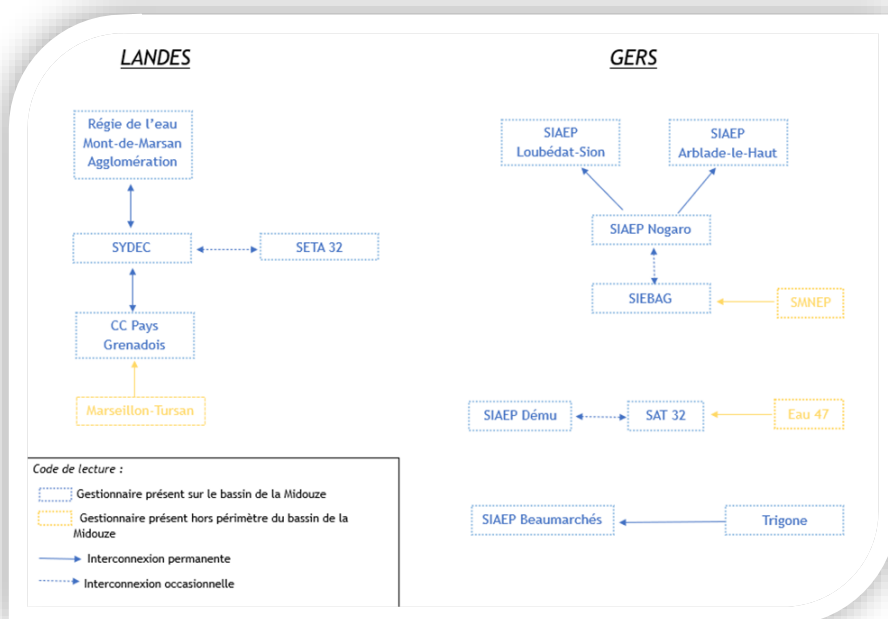 LANDES
GERS
Régie de l'eau
Mont-de-Marsan
Agglomération
SYDEC
SETA 32
CC Pays
Grenadois
Marseillon-Tursan
SIAEP
Loubédat-Sion
SIAEP
Arblade-le-Haut
SIAEP Nogaro
SIEBAG
SMNEP
SIAEP Dému
SAT 32
Eau 47
SIAEP Beaumarchés
Trigone
Code de lecture :
Gestionnaire présent sur le bassin de la Midouze
Gestionnaire présent hors périmètre du bassin de la
Midouze
Interconnexion permanente
Interconnexion occasionnelle